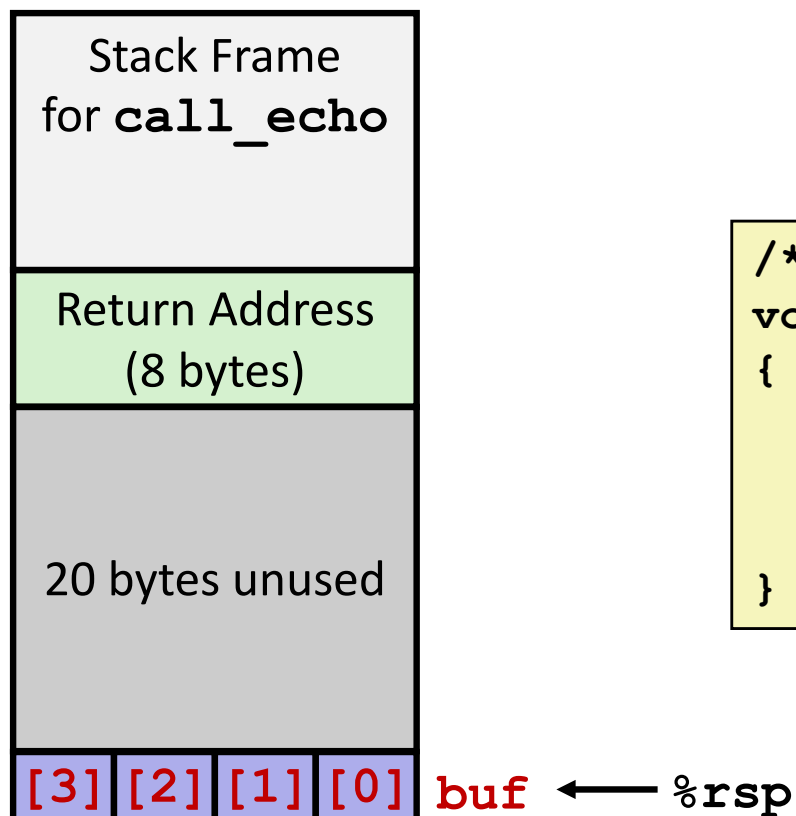 Stack Frame
for call_echo
Return Address
(8 bytes)
20 bytes unused
[3] [2] [1] [0] buf ← %rsp
/*
{
}